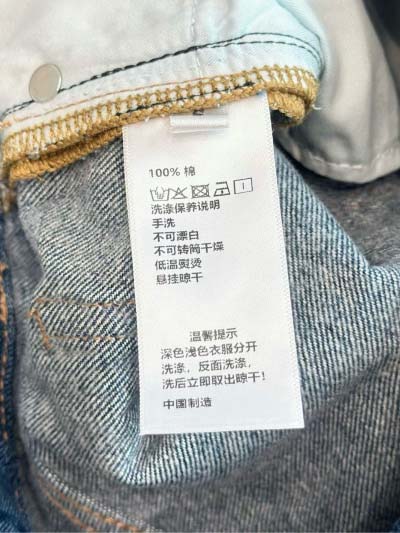 100% 棉
洗涤保养说明
手洗
不可漂白
不可转筒干燥
低温熨烫
悬挂晾干
温馨提示
深色浅色衣服分开
洗涤，反面洗涤，
洗后立即取出晾干！
中国制造